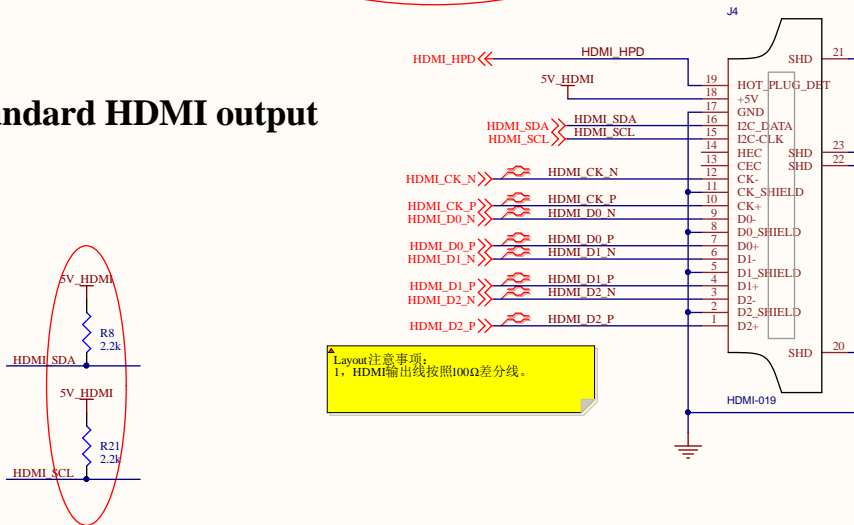 J4
HDMI_HPD
HDMI_HPD
SHD
21
5V_HDMI
19
HOT_PLUG_DET
18
+5V
17
GND
ndard HDMI output
HDMI_SDA
HDMI_SDA
16
I2C_DATA
HDMI_SCL
HDMI_SCL
15
I2C-CLK
14
HEC
SHD
23
13
CEC
SHD
22
HDMI_CK_N
HDMI_CK_N
12
CK-
11
CK_SHIELD
HDMI_CK_P
HDMI_CK_P
10
CK+
HDMI_D0_N
HDMI_D0_N
9
D0-
8
D0_SHIELD
HDMI_D0_P
HDMI_D0_P
7
D0+
HDMI_D1_N
HDMI_D1_N
6
D1-
5
D1_SHIELD
HDMI_D1_P
HDMI_D1_P
4
D1+
HDMI_D2_N
HDMI_D2_N
3
D2-
2
D2_SHIELD
HDMI_D2_P
HDMI_D2_P
1
D2+
SHD
20
HDMI-019
5V_HDMI
R8
2.2k
HDMI_SDA
5V_HDMI
R21
2.2k
HDMI_SCL
Layout注意事项:
1，HDMI输出线按照100Ω差分线。